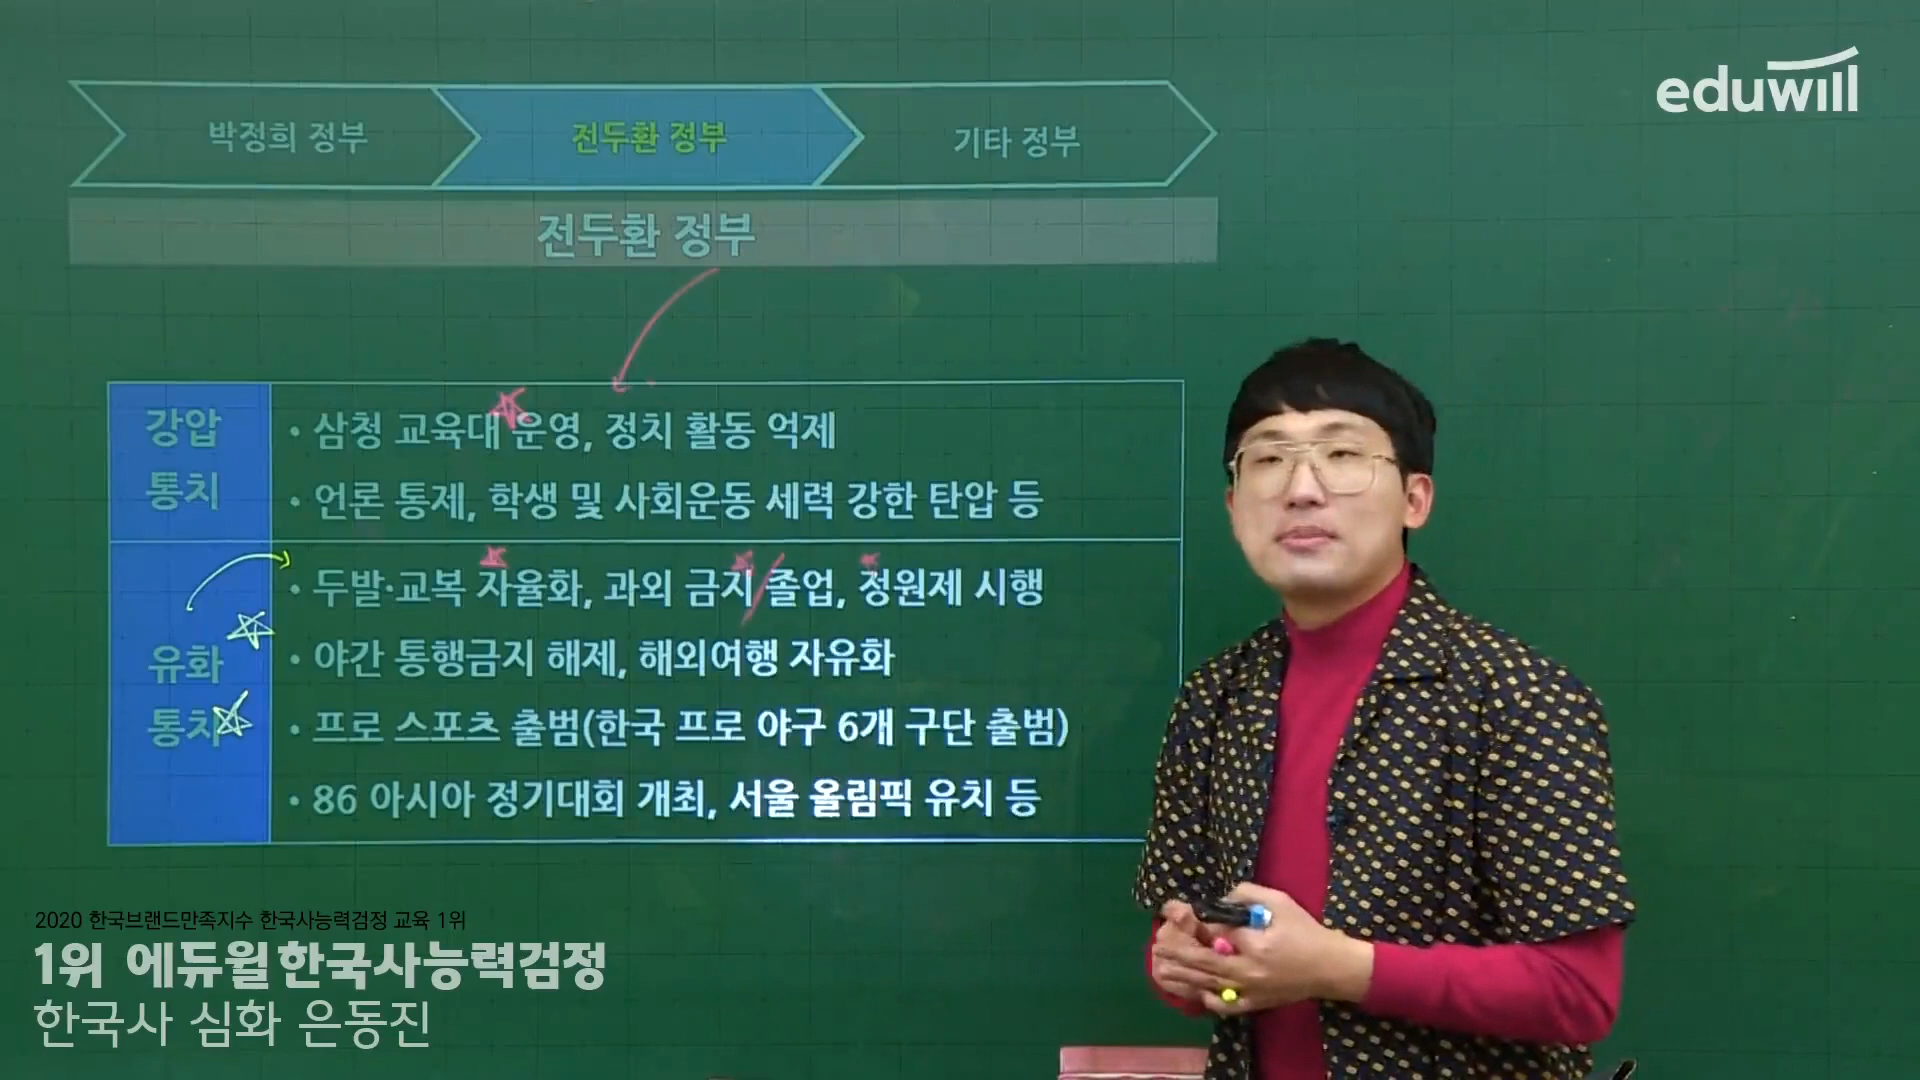 eduwill
박정희 정부
전두환 정부
기타 정부
전두환 정부
강압
통치
• 삼청 교육대 운영, 정치 활동 억제
• 언론 통제, 학생 및 사회운동 세력 강한 탄압 등
유화
통치
• 두발·교복 자율화, 과외 금지 졸업, 정원제 시행
• 야간 통행금지 해제, 해외여행 자유화
• 프로 스포츠 출범(한국 프로 야구 6개 구단 출범)
• 86 아시아 정기대회 개최, 서울 올림픽 유치 등
2020 한국브랜드만족지수 한국사능력검정 교육 1위
1위 에듀윌 한국사능력검정
한국사 심화 은동진